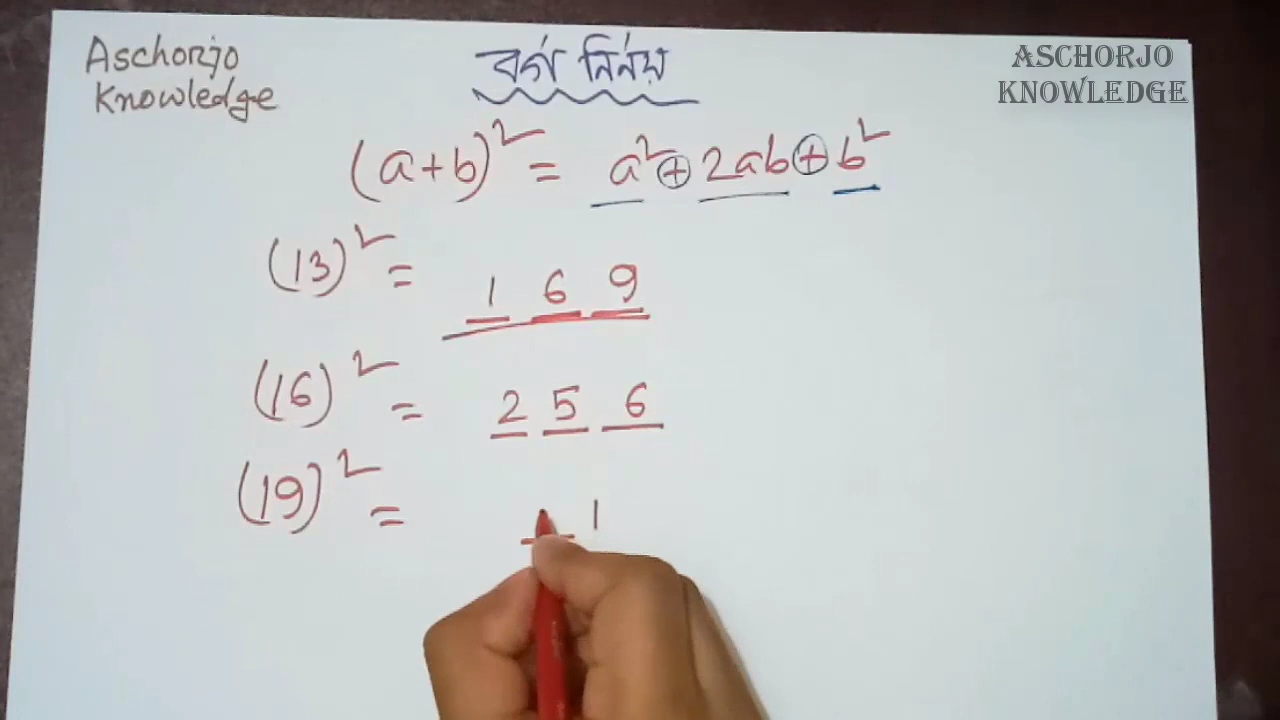 Aschorjo
Knowledge
বর্গ নির্ণয়
ASCHORJO
KNOWLEDGE
(a+b)² = a² + 2ab + b²
(13)² = 1 6 9
(16)² = 2 5 6
(19)² = 1